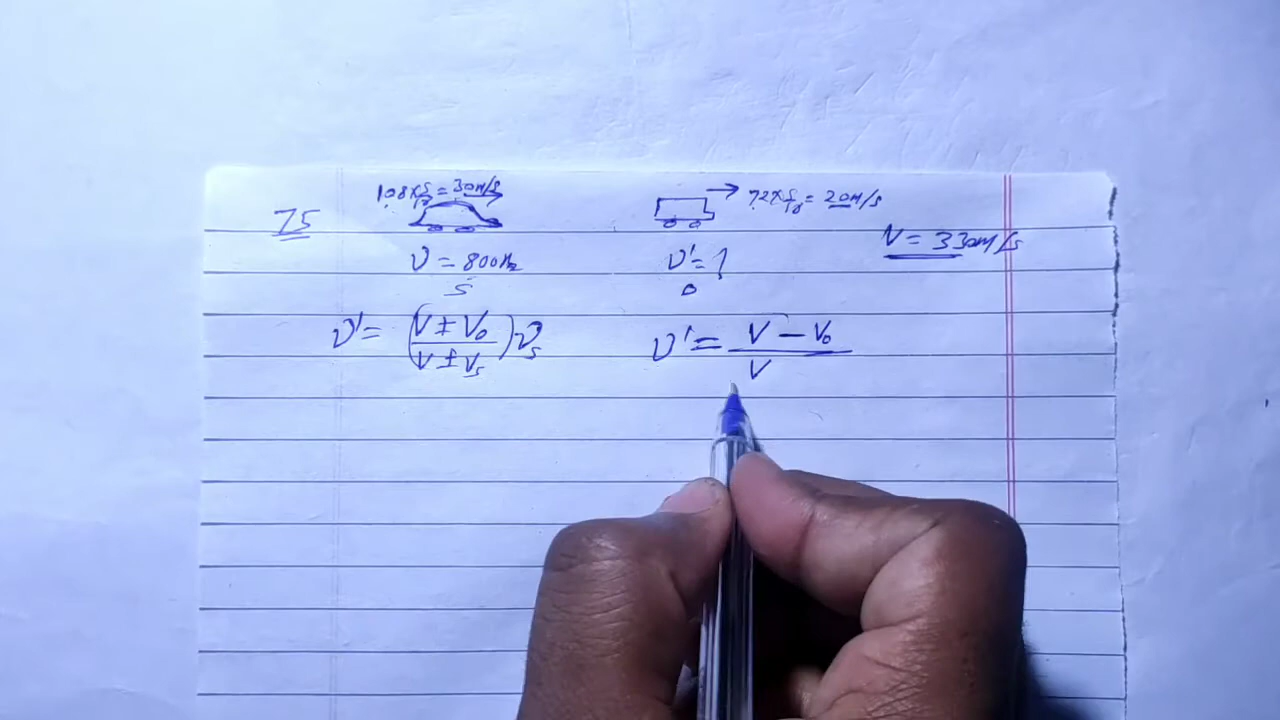 75
108×5/18 = 30m/s
72×5/18 = 20m/s
V = 330m/s
ν = 800Hz
ν' = ?
S
O
ν' = (V ± V₀ / V ± Vₛ) νₛ
ν' = V − V₀ / V